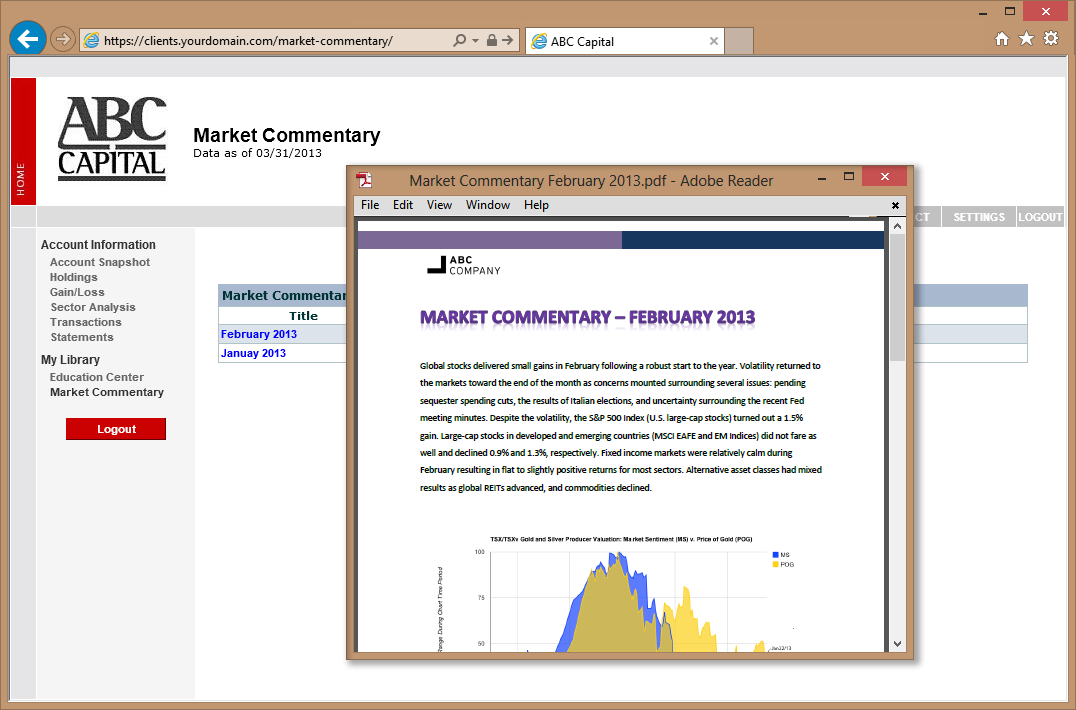 https://clients.yourdomain.com/market-commentary/
ABC Capital
HOME
ABC
CAPITAL
Market Commentary
Data as of 03/31/2013
SETTINGS
LOGOUT
Account Information
Account Snapshot
Holdings
Gain/Loss
Sector Analysis
Transactions
Statements
My Library
Education Center
Market Commentary
Logout
Market Commentar
Title
February 2013
Januay 2013
Market Commentary February 2013.pdf - Adobe Reader
File Edit View Window Help
ABC
COMPANY
MARKET COMMENTARY – FEBRUARY 2013
Global stocks delivered small gains in February following a robust start to the year. Volatility returned to
the markets toward the end of the month as concerns mounted surrounding several issues: pending
sequester spending cuts, the results of Italian elections, and uncertainty surrounding the recent Fed
meeting minutes. Despite the volatility, the S&P 500 Index (U.S. large-cap stocks) turned out a 1.5%
gain. Large-cap stocks in developed and emerging countries (MSCI EAFE and EM Indices) did not fare as
well and declined 0.9% and 1.3%, respectively. Fixed income markets were relatively calm during
February resulting in flat to slightly positive returns for most sectors. Alternative asset classes had mixed
results as global REITs advanced, and commodities declined.
TSX/TSXv Gold and Silver Producer Valuation: Market Sentiment (MS) v. Price of Gold (POG)
100
75
50
Range During Chart Time Period
MS
POG
Jan22/13